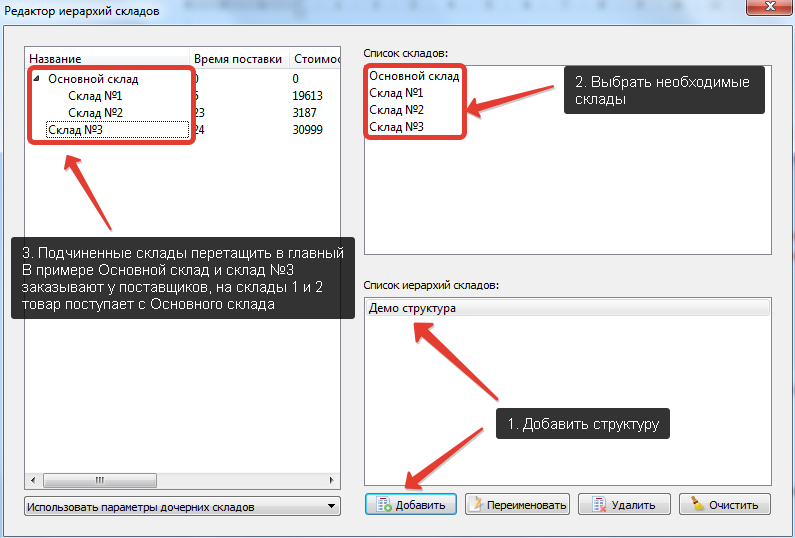 Редактор иерархий складов
Название Время поставки Стоимос
Основной склад 0 0
Склад №1 5 19613
Склад №2 23 3187
Склад №3 24 30999
Список складов:
Основной склад
Склад №1
Склад №2
Склад №3
2. Выбрать необходимые
склады
3. Подчиненные склады перетащить в главный
В примере Основной склад и склад №3
заказывают у поставщиков, на склады 1 и 2
товар поступает с Основного склада
Список иерархий складов:
Демо структура
1. Добавить структуру
Использовать параметры дочерних складов
Добавить Переименовать Удалить Очистить